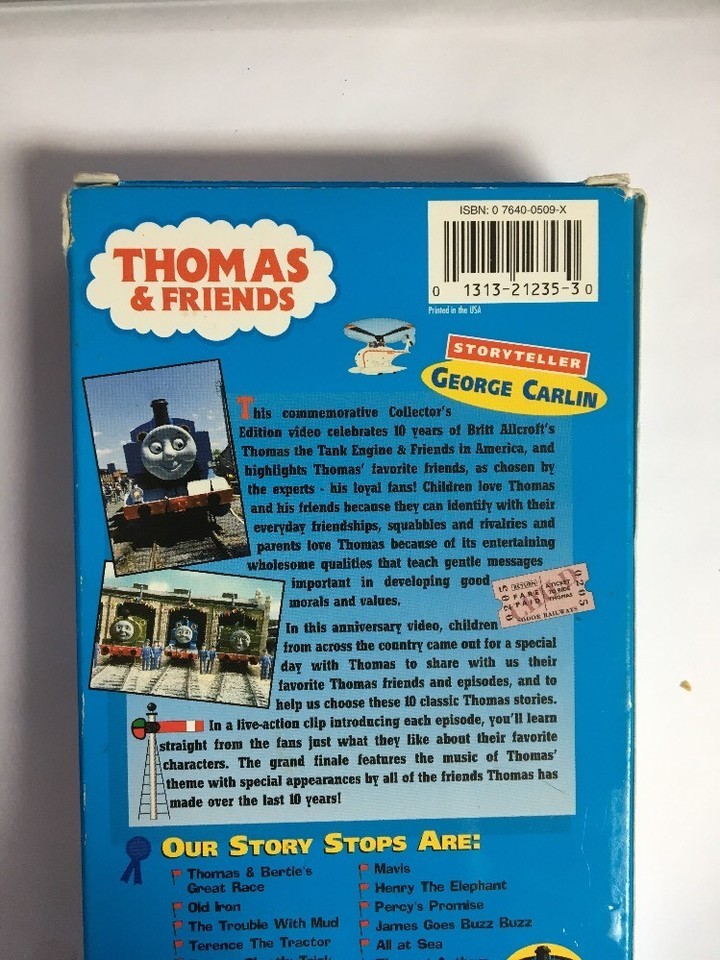 ISBN: 0 7640-0509-X
0 1313-21235-3 0
Printed in the USA
THOMAS
& FRIENDS
STORYTELLER
GEORGE CARLIN
This commemorative Collector's
Edition video celebrates 10 years of Britt Allcroft's
Thomas the Tank Engine & Friends in America, and
highlights Thomas' favorite friends, as chosen by
the experts - his loyal fans! Children love Thomas
and his friends because they can identify with their
everyday friendships, squabbles and rivalries and
parents love Thomas because of its entertaining
wholesome qualities that teach gentle messages
important in developing good
morals and values.
RETURN
FARE
PAID
A TICKET
TO RIDE
THOMAS
0205
SODOR RAILWAYS
In this anniversary video, children
from across the country came out for a special
day with Thomas to share with us their
favorite Thomas friends and episodes, and to
help us choose these 10 classic Thomas stories.
In a live-action clip introducing each episode, you'll learn
straight from the fans just what they like about their favorite
characters. The grand finale features the music of Thomas'
theme with special appearances by all of the friends Thomas has
made over the last 10 years!
OUR STORY STOPS ARE:
Thomas & Bertie's
Great Race
Old Iron
The Trouble With Mud
Terence The Tractor
Mavis
Henry The Elephant
Percy's Promise
James Goes Buzz Buzz
All at Sea